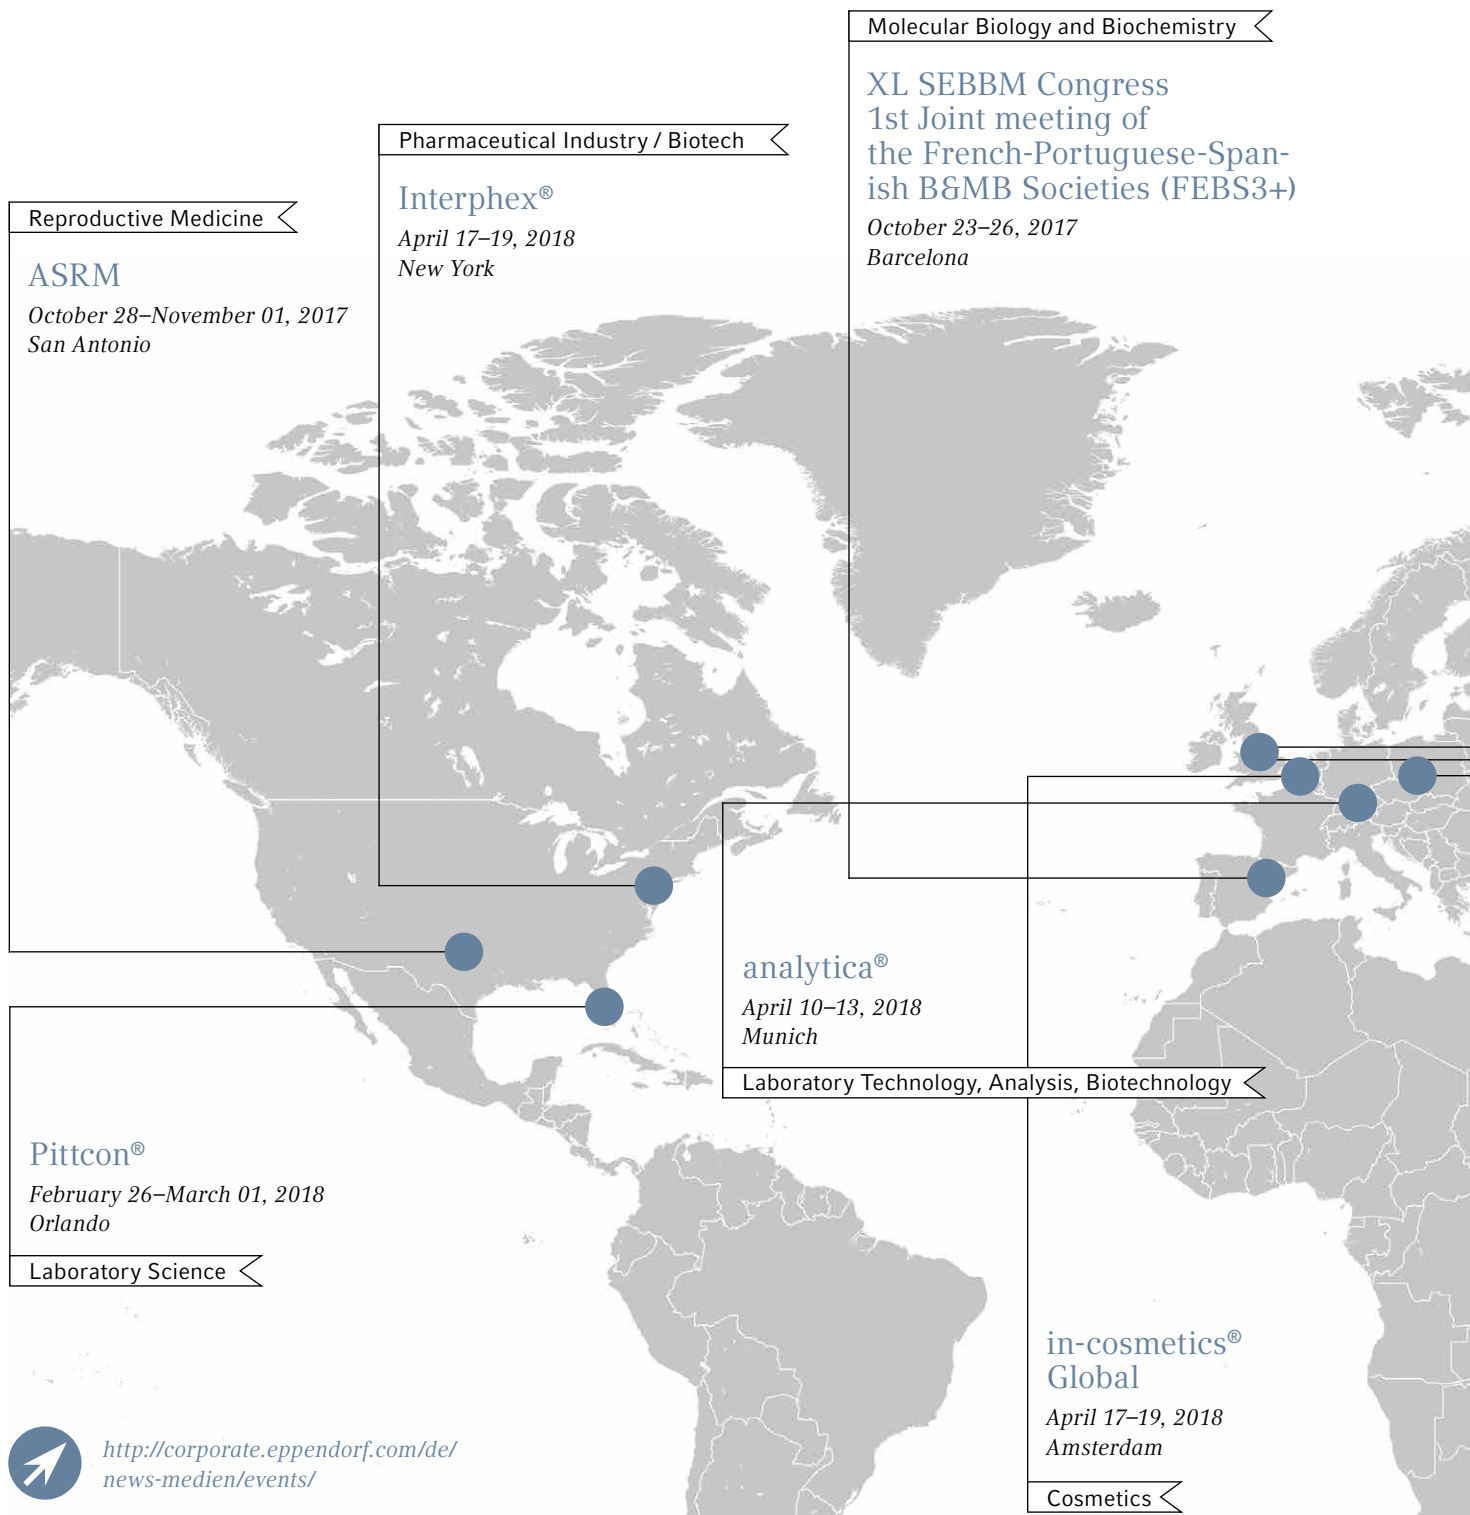 Molecular Biology and Biochemistry
XL SEBBM Congress
1st Joint meeting of
the French-Portuguese-Span-
ish B&MB Societies (FEBS3+)
October 23–26, 2017
Barcelona
Pharmaceutical Industry / Biotech
Interphex®
April 17–19, 2018
New York
Reproductive Medicine
ASRM
October 28–November 01, 2017
San Antonio
analytica®
April 10–13, 2018
Munich
Laboratory Technology, Analysis, Biotechnology
Pittcon®
February 26–March 01, 2018
Orlando
Laboratory Science
in-cosmetics®
Global
April 17–19, 2018
Amsterdam
Cosmetics
http://corporate.eppendorf.com/de/
news-medien/events/